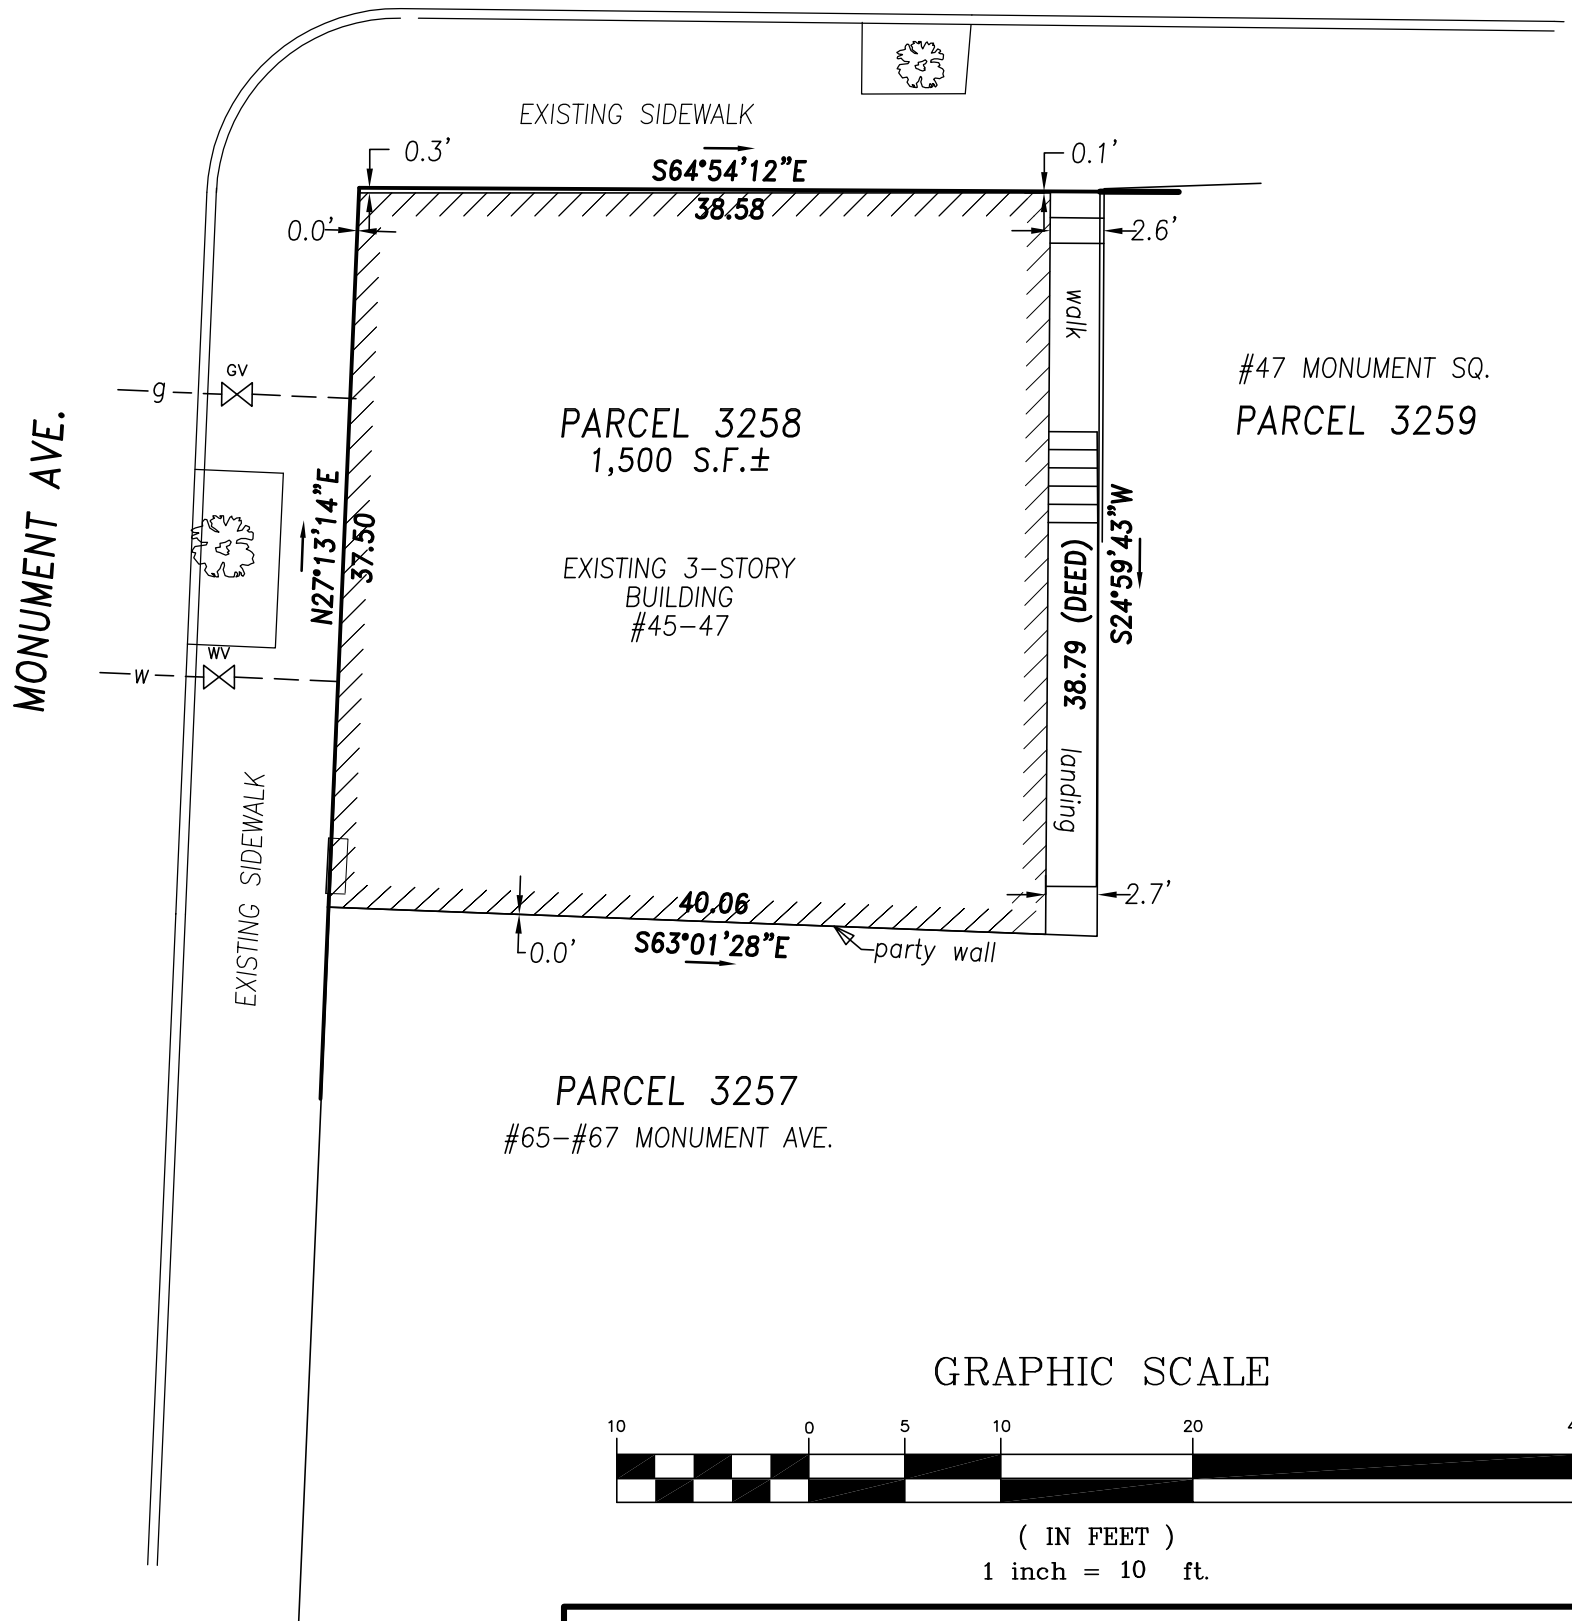 EXISTING SIDEWALK
0.3'
S64°54'12"E
0.1'
38.58
0.0'
2.6'
walk
#47 MONUMENT SQ.
PARCEL 3259
GV
g
PARCEL 3258
1,500 S.F.±
MONUMENT AVE.
N27°13'14"E
37.50
EXISTING 3-STORY
BUILDING
#45-47
38.79 (DEED)
S24°59'43"W
WV
w
landing
EXISTING SIDEWALK
40.06
2.7'
S63°01'28"E
0.0'
party wall
PARCEL 3257
#65-#67 MONUMENT AVE.
GRAPHIC SCALE
10 0 5 10 20
( IN FEET )
1 inch = 10 ft.